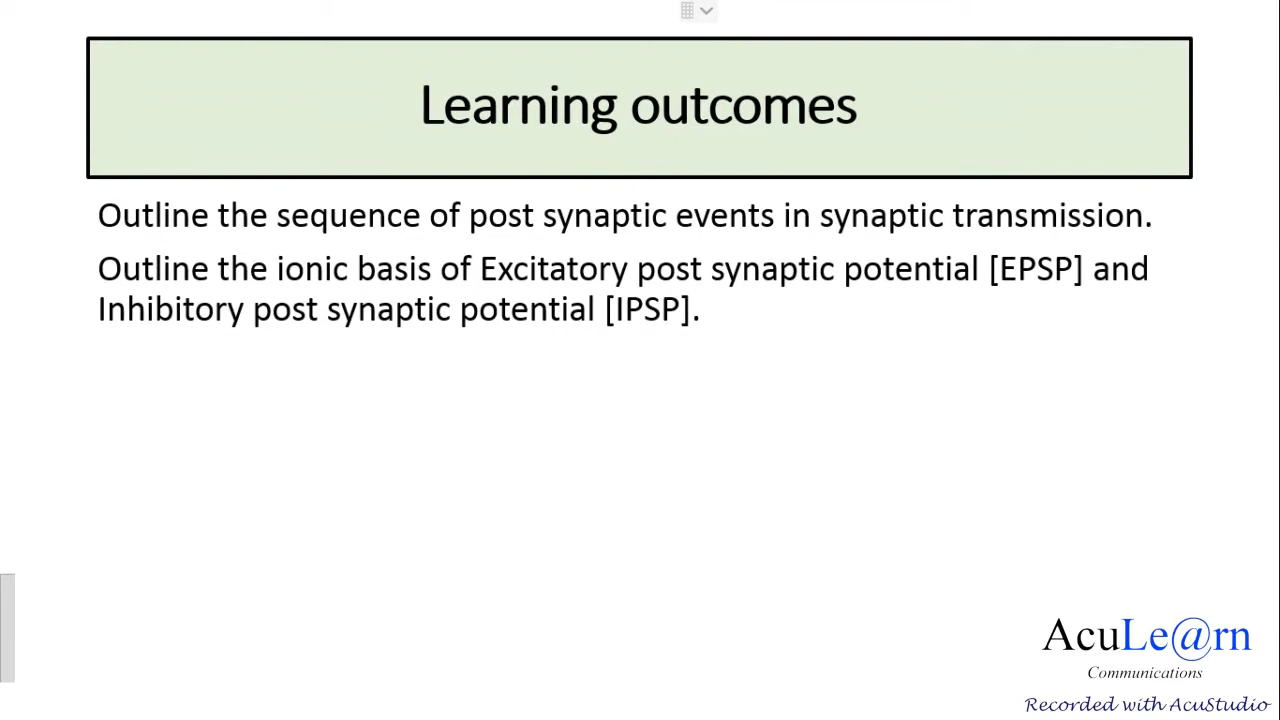 Learning outcomes
Outline the sequence of post synaptic events in synaptic transmission.
Outline the ionic basis of Excitatory post synaptic potential [EPSP] and
Inhibitory post synaptic potential [IPSP].
AcuLe@rn
Communications
Recorded with AcuStudio